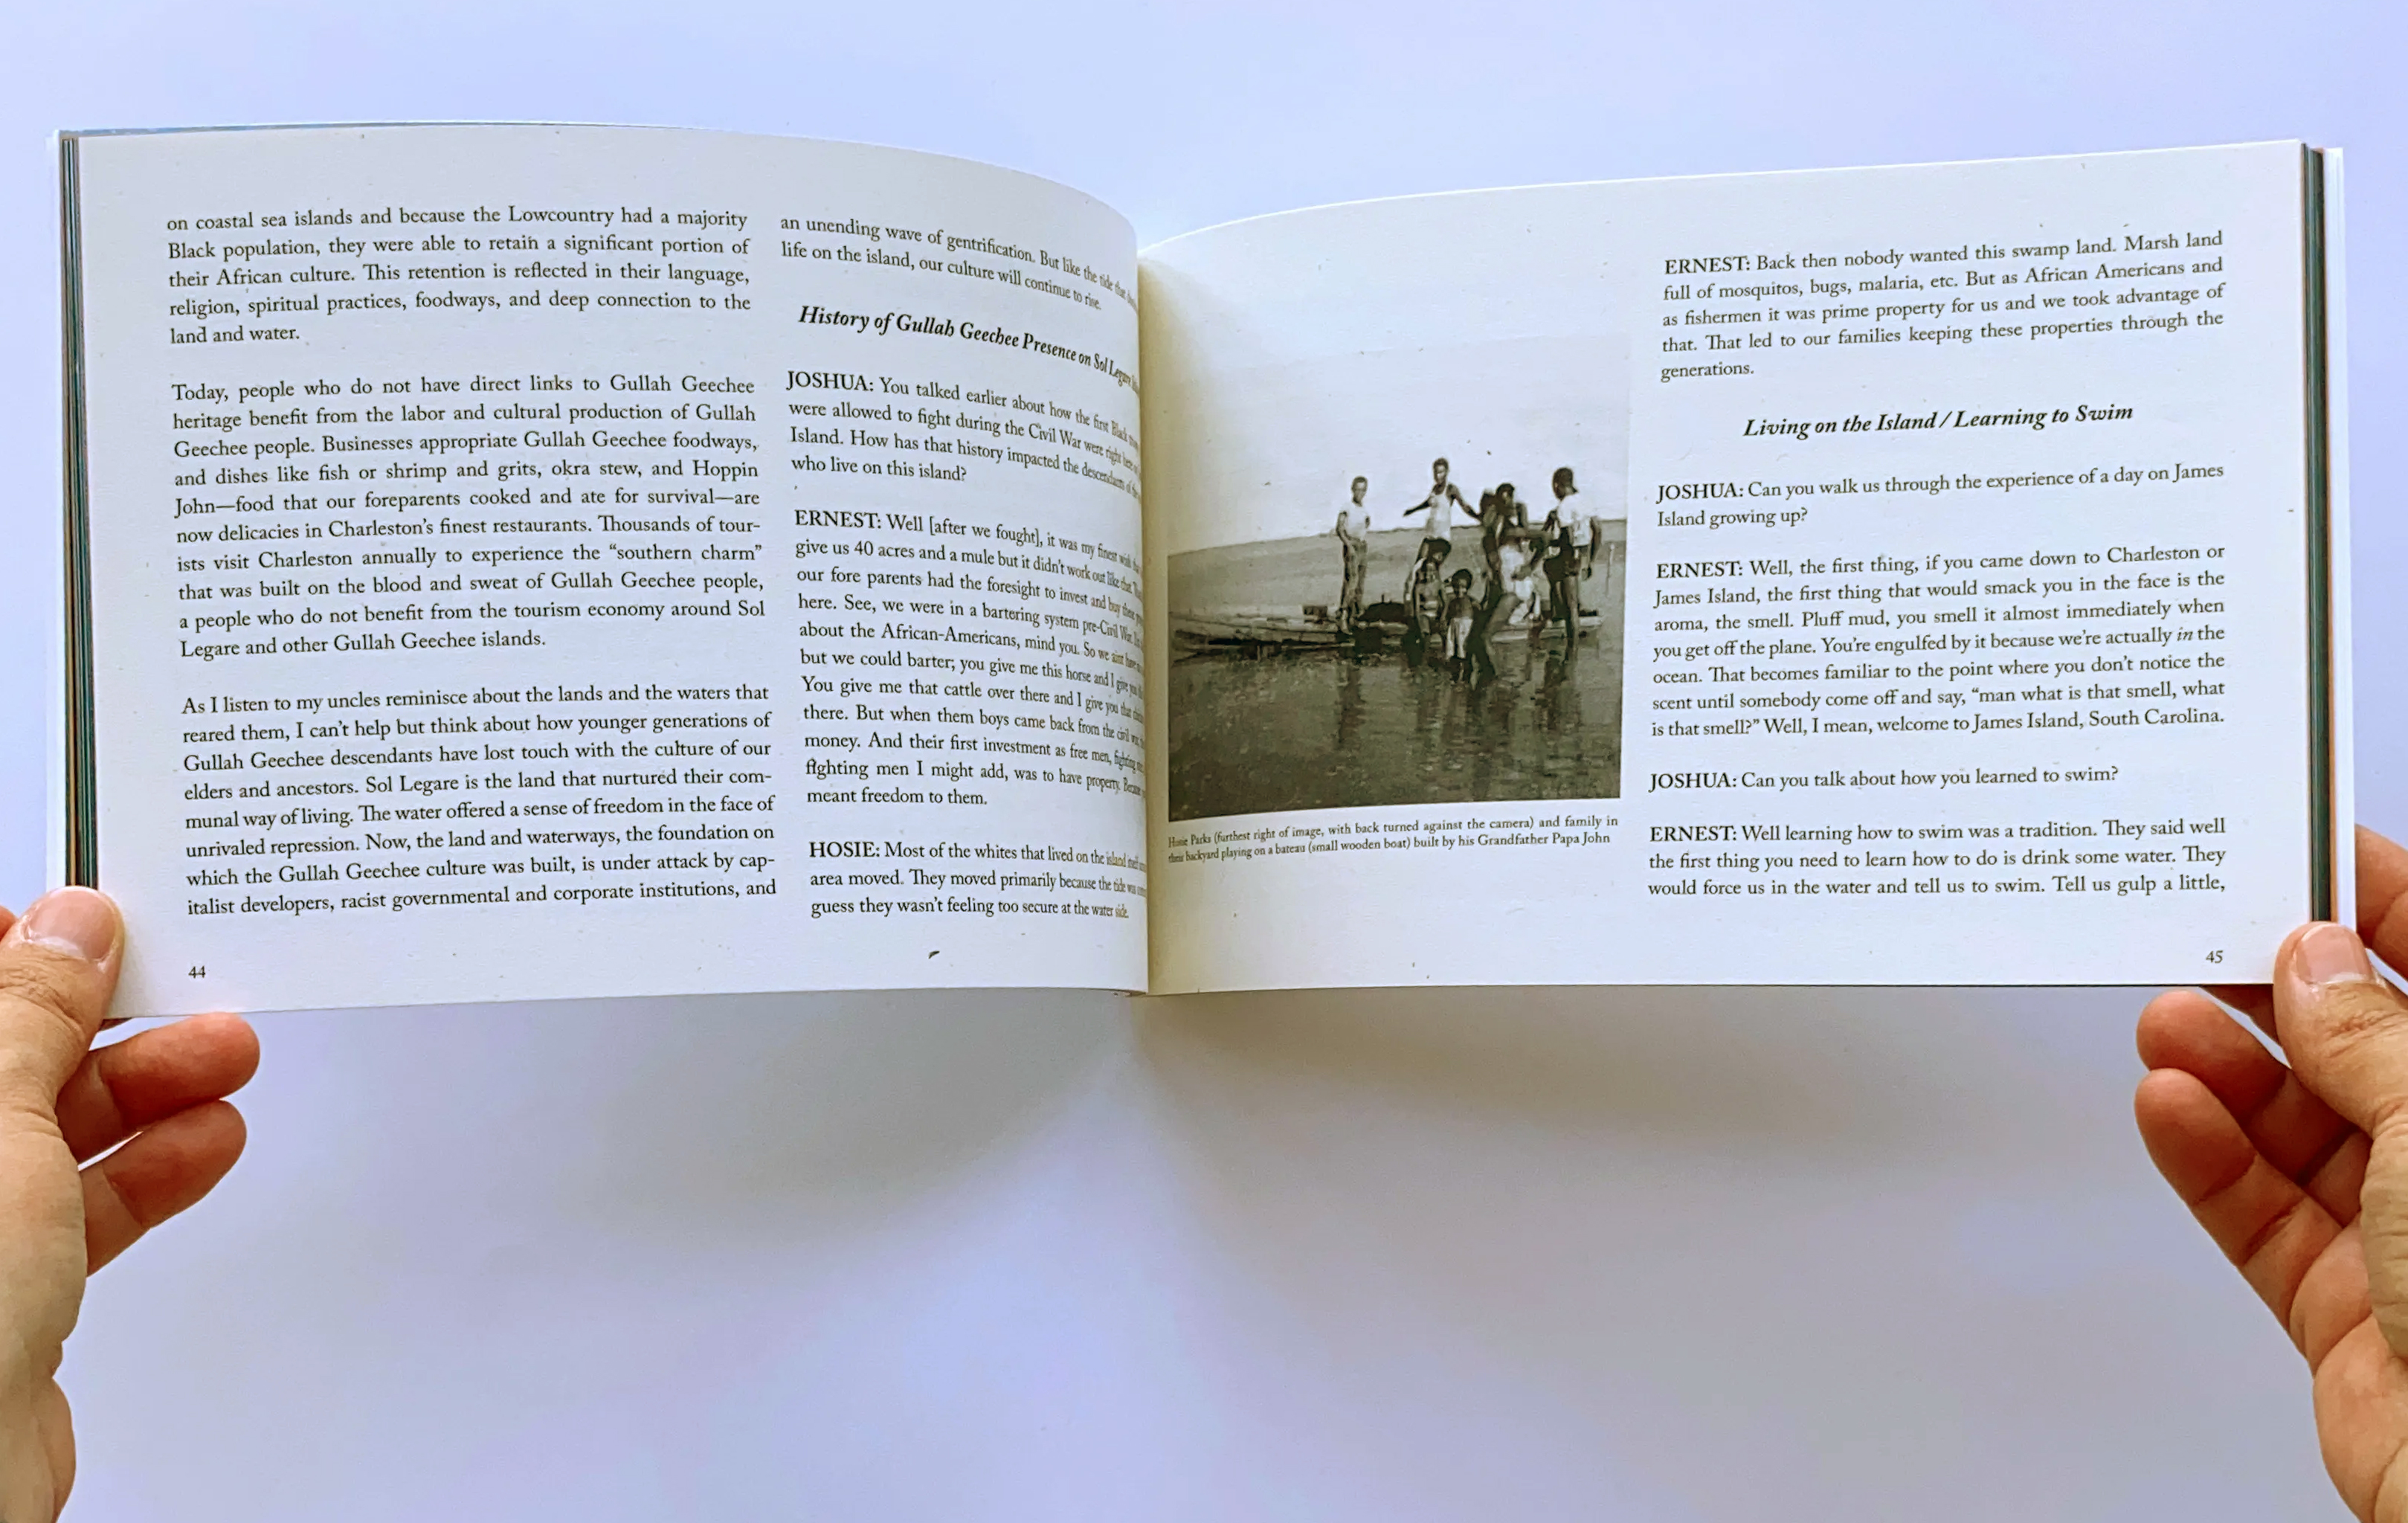 on coastal sea islands and because the Lowcountry had a majority
Black population, they were able to retain a significant portion of
their African culture. This retention is reflected in their language,
religion, spiritual practices, foodways, and deep connection to the
land and water.
Today, people who do not have direct links to Gullah Geechee
heritage benefit from the labor and cultural production of Gullah
Geechee people. Businesses appropriate Gullah Geechee foodways,
and dishes like fish or shrimp and grits, okra stew, and Hoppin
John—food that our foreparents cooked and ate for survival—are
now delicacies in Charleston's finest restaurants. Thousands of tour-
ists visit Charleston annually to experience the "southern charm"
that was built on the blood and sweat of Gullah Geechee people,
a people who do not benefit from the tourism economy around Sol
Legare and other Gullah Geechee islands.
As I listen to my uncles reminisce about the lands and the waters that
reared them, I can't help but think about how younger generations of
Gullah Geechee descendants have lost touch with the culture of our
elders and ancestors. Sol Legare is the land that nurtured their com-
munal way of living. The water offered a sense of freedom in the face of
unrivaled repression. Now, the land and waterways, the foundation on
which the Gullah Geechee culture was built, is under attack by cap-
italist developers, racist governmental and corporate institutions, and
44
an unending wave of gentrification. But like the tide that
life on the island, our culture will continue to rise.
History of Gullah Geechee Presence on Sol Legare
JOSHUA: You talked earlier about how the first Black
were allowed to fight during the Civil War were right here
Island. How has that history impacted the descendants of
who live on this island?
ERNEST: Well [after we fought], it was my finest wish
give us 40 acres and a mule but it didn't work out like that.
our fore parents had the foresight to invest and buy
here. See, we were in a bartering system pre-Civil War.
about the African-Americans, mind you. So we aint have
but we could barter; you give me this horse and I give you
You give me that cattle over there and I give you that
there. But when them boys came back from the civil war,
money. And their first investment as free men, fighting
fighting men I might add, was to have property. Because
meant freedom to them.
HOSIE: Most of the whites that lived on the island
area moved. They moved primarily because the tide was
guess they wasn't feeling too secure at the water side.
Hosie Parks (furthest right of image, with back turned against the camera) and family in
their backyard playing on a bateau (small wooden boat) built by his Grandfather Papa John
ERNEST: Back then nobody wanted this swamp land. Marsh land
full of mosquitos, bugs, malaria, etc. But as African Americans and
as fishermen it was prime property for us and we took advantage of
that. That led to our families keeping these properties through the
generations.
Living on the Island / Learning to Swim
JOSHUA: Can you walk us through the experience of a day on James
Island growing up?
ERNEST: Well, the first thing, if you came down to Charleston or
James Island, the first thing that would smack you in the face is the
aroma, the smell. Pluff mud, you smell it almost immediately when
you get off the plane. You're engulfed by it because we're actually in the
ocean. That becomes familiar to the point where you don't notice the
scent until somebody come off and say, "man what is that smell, what
is that smell?" Well, I mean, welcome to James Island, South Carolina.
JOSHUA: Can you talk about how you learned to swim?
ERNEST: Well learning how to swim was a tradition. They said well
the first thing you need to learn how to do is drink some water. They
would force us in the water and tell us to swim. Tell us gulp a little,
45